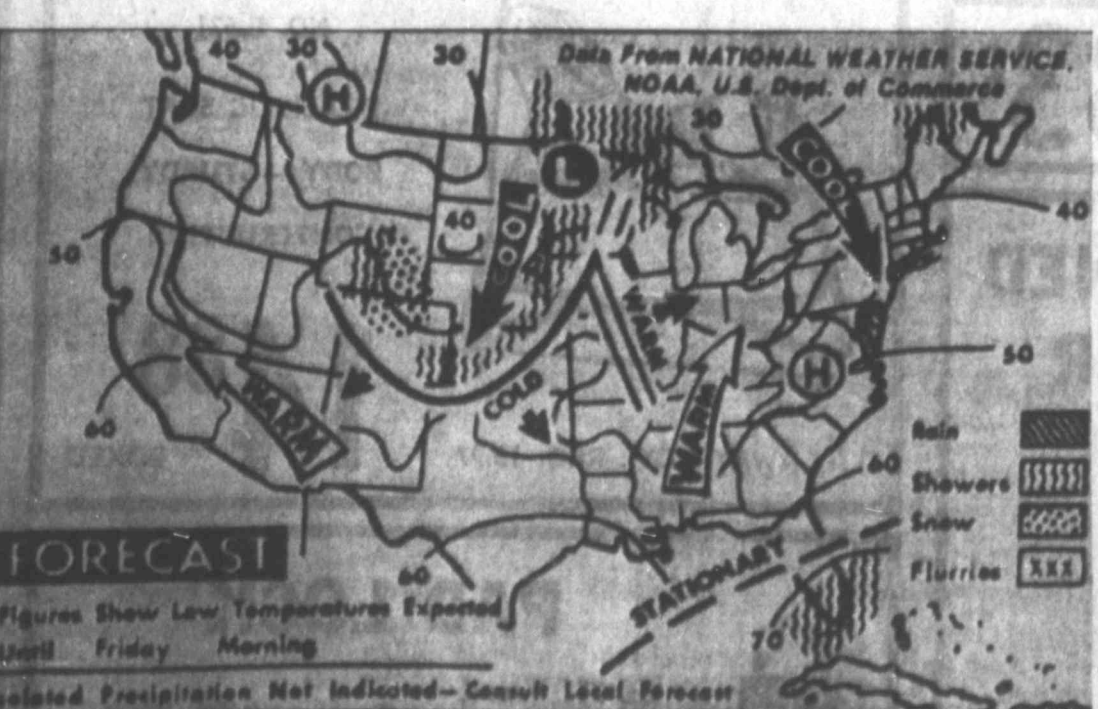 40
30
30
Data From NATIONAL WEATHER SERVICE,
NOAA, U.S. Dept. of Commerce
H
30
COOL
L
COOL
40
40
50
WARM
50
H
COLD
WARM
WARM
60
Rain
60
Showers
Snow
FORECAST
STATIONARY
Flurries
60
Figures Show Low Temperatures Expected
Until Friday Morning
70
Isolated Precipitation Not Indicated— Consult Local Forecast